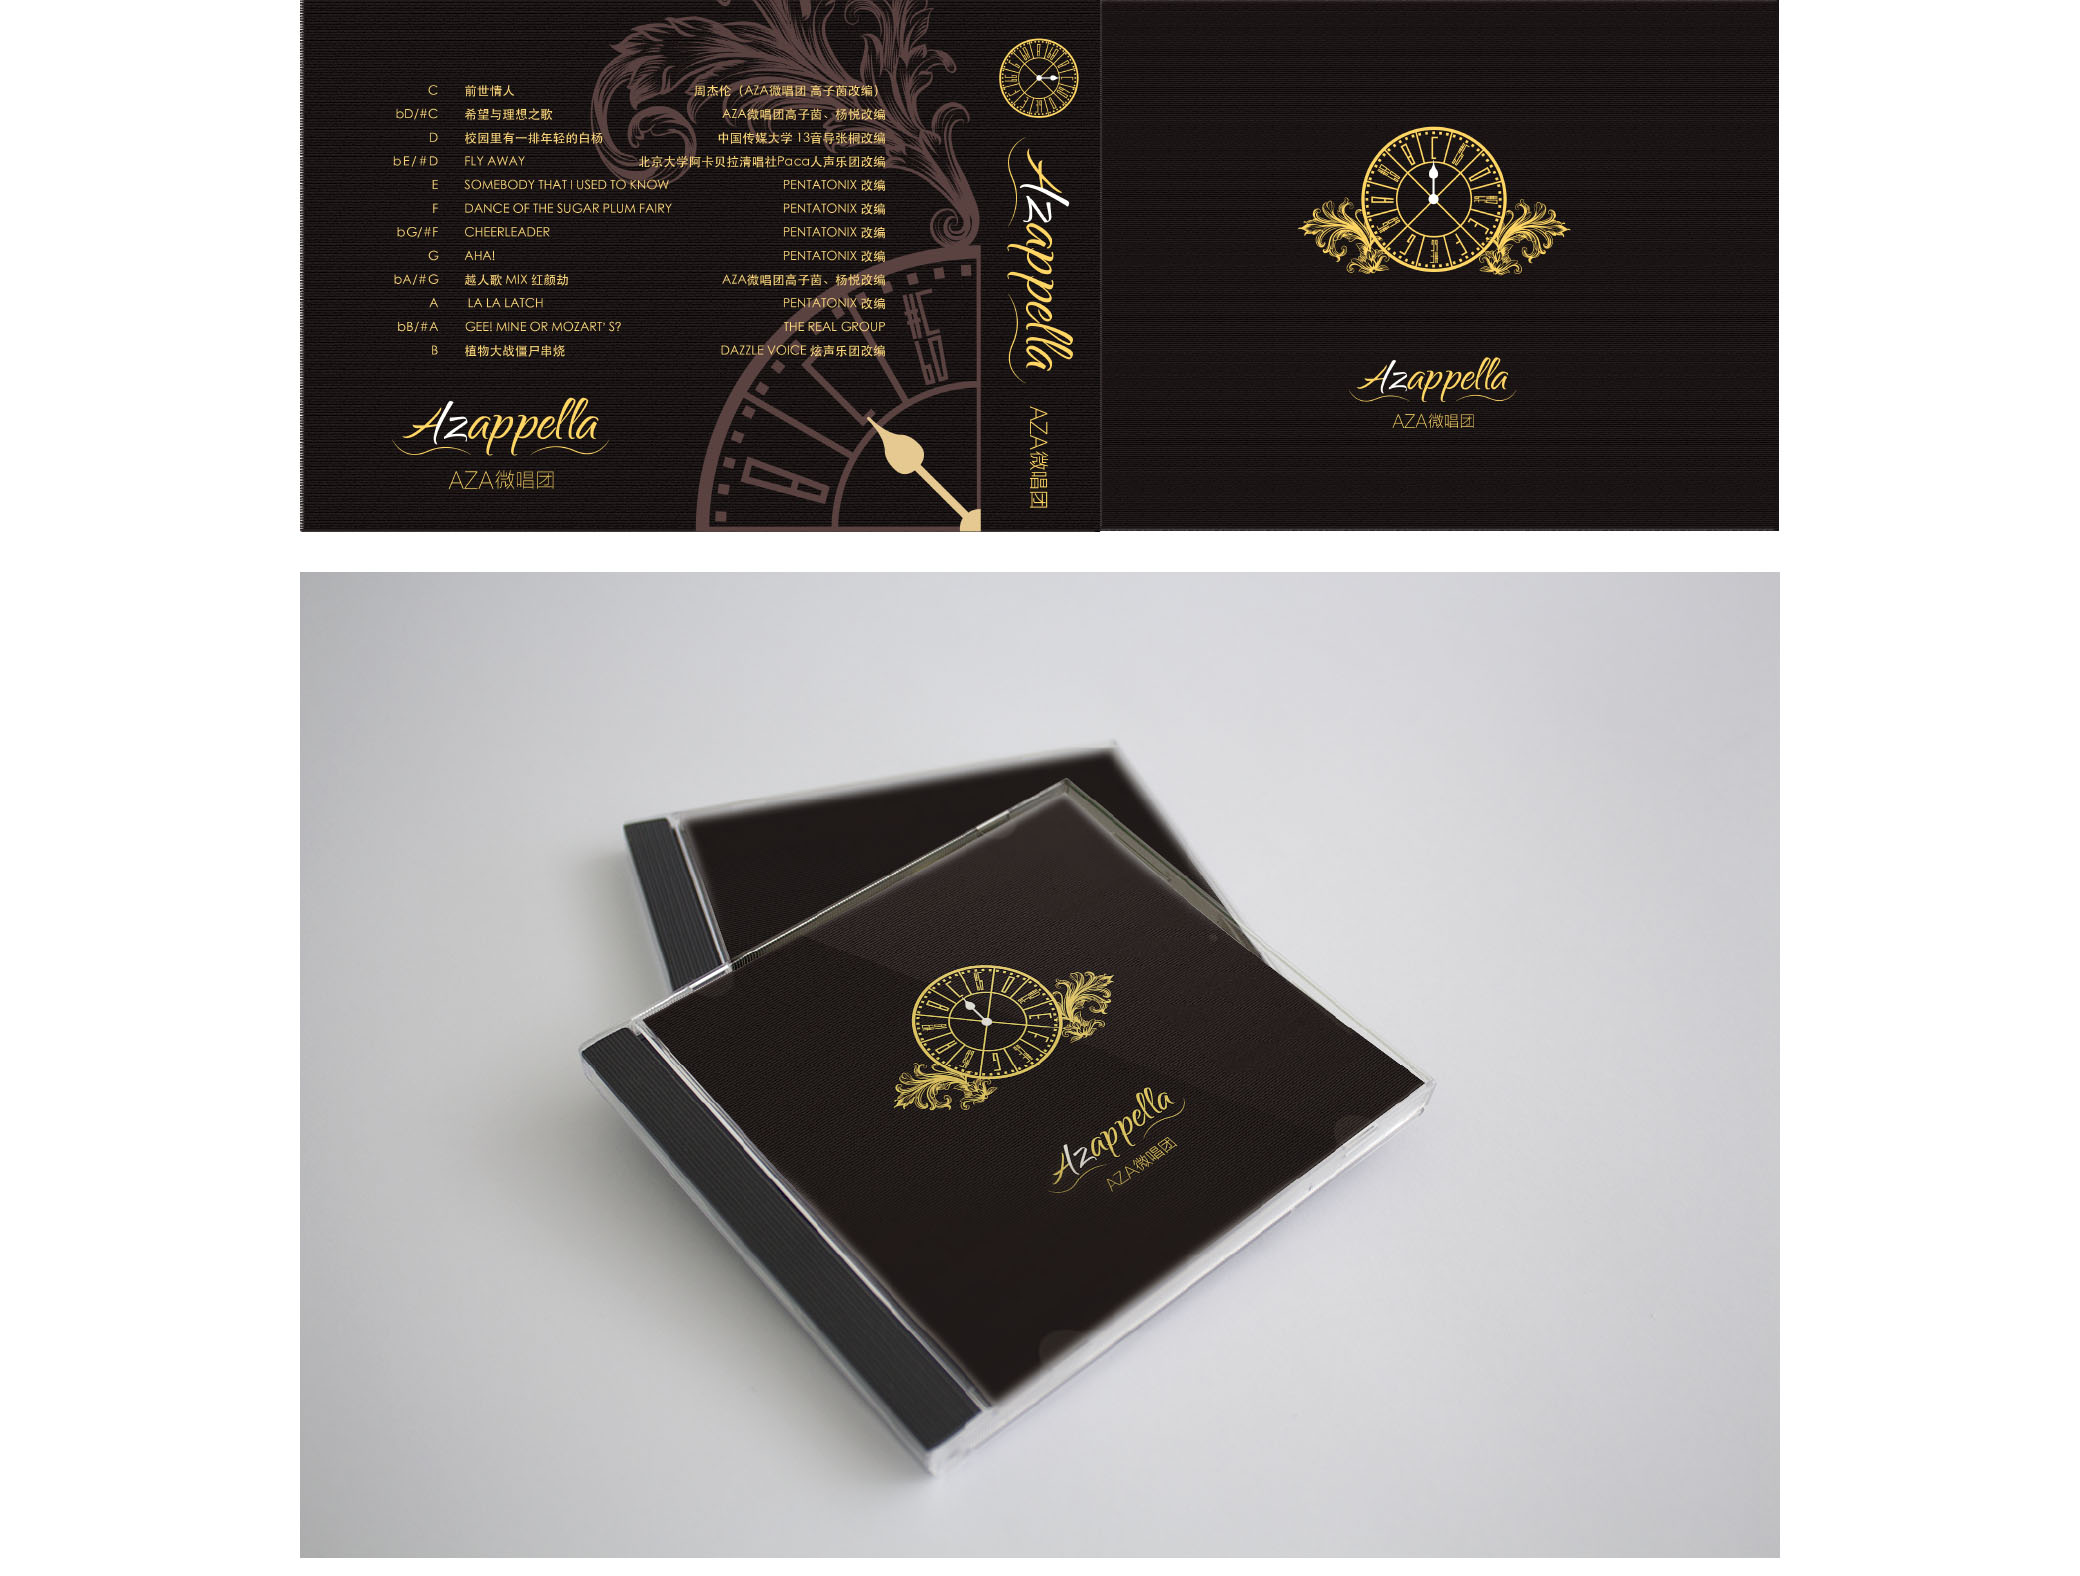 C 前世情人 周杰伦（AZA微唱团 高子茵改编）
bD/#C 希望与理想之歌 AZA微唱团高子茵、杨悦改编
D 校园里有一排年轻的白杨 中国传媒大学 13音导张桐改编
bE/#D FLY AWAY 北京大学阿卡贝拉清唱社Paca人声乐团改编
E SOMEBODY THAT I USED TO KNOW PENTATONIX 改编
F DANCE OF THE SUGAR PLUM FAIRY PENTATONIX 改编
bG/#F CHEERLEADER PENTATONIX 改编
G AHA! PENTATONIX 改编
bA/#G 越人歌 MIX 红颜劫 AZA微唱团高子茵、杨悦改编
A LA LA LATCH PENTATONIX 改编
bB/#A GEE! MINE OR MOZART' S? THE REAL GROUP
B 植物大战僵尸串烧 DAZZLE VOICE 炫声乐团改编
Azappella
AZA微唱团
#C
bD
A
Azappella
AZA微唱团
Azappella
AZA微唱团
Azappella
AZA微唱团